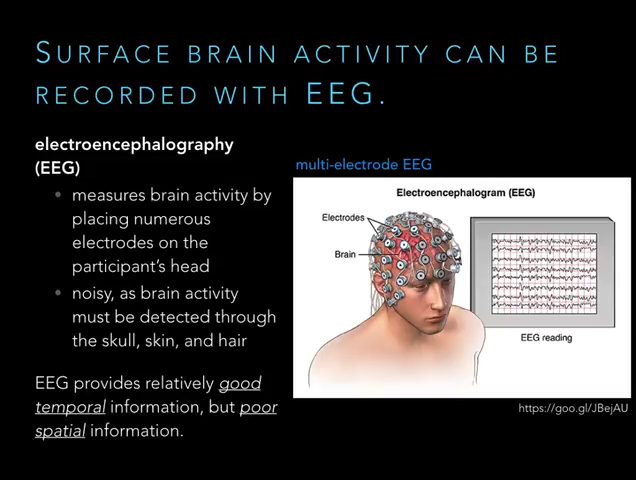 SURFACE BRAIN ACTIVITY CAN BE
RECORDED WITH EEG.
electroencephalography
(EEG)
• measures brain activity by
placing numerous
electrodes on the
participant's head
• noisy, as brain activity
must be detected through
the skull, skin, and hair
EEG provides relatively good
temporal information, but poor
spatial information.
multi-electrode EEG
Electroencephalogram (EEG)
Electrodes
Brain
EEG reading
https://goo.gl/JBejAU